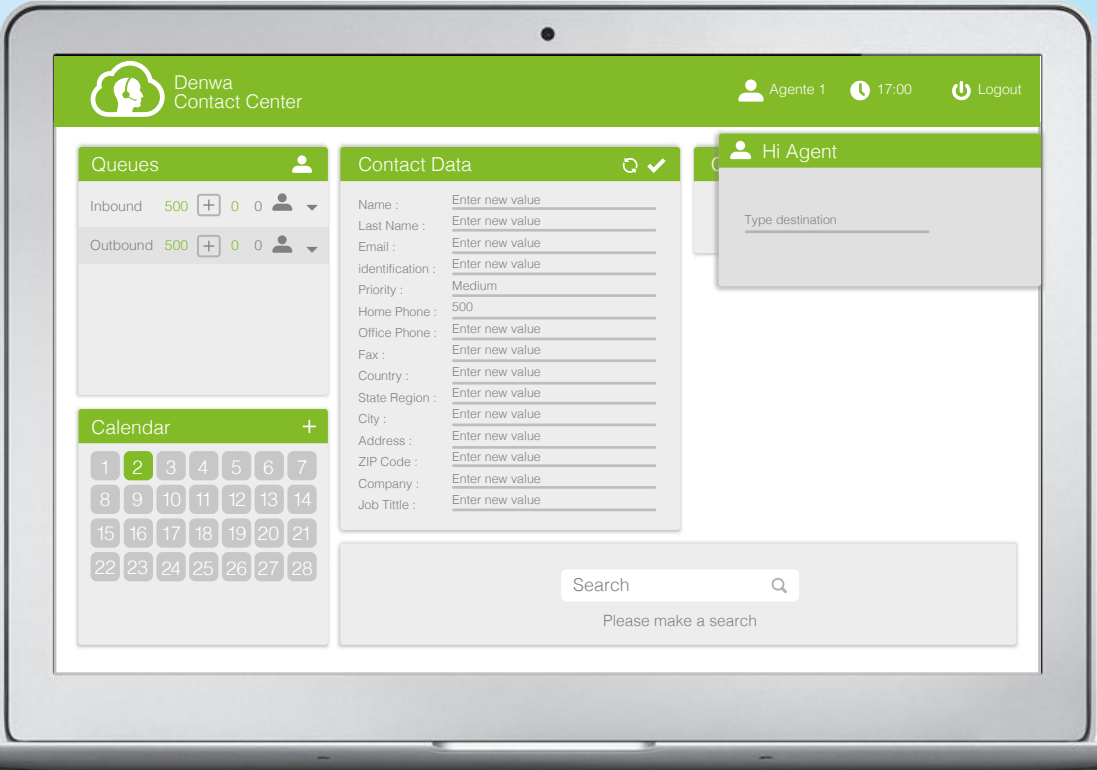 Denwa
Contact Center
Agente 1
17:00
Logout
Queues
Inbound 500 + 0 0
Outbound 500 + 0 0
Calendar +
1 2 3 4 5 6 7
8 9 10 11 12 13 14
15 16 17 18 19 20 21
22 23 24 25 26 27 28
Contact Data
Name : Enter new value
Last Name : Enter new value
Email : Enter new value
identification : Enter new value
Priority : Medium
Home Phone : 500
Office Phone : Enter new value
Fax : Enter new value
Country : Enter new value
State Region : Enter new value
City : Enter new value
Address : Enter new value
ZIP Code : Enter new value
Company : Enter new value
Job Tittle : Enter new value
Hi Agent
Type destination
Search
Please make a search